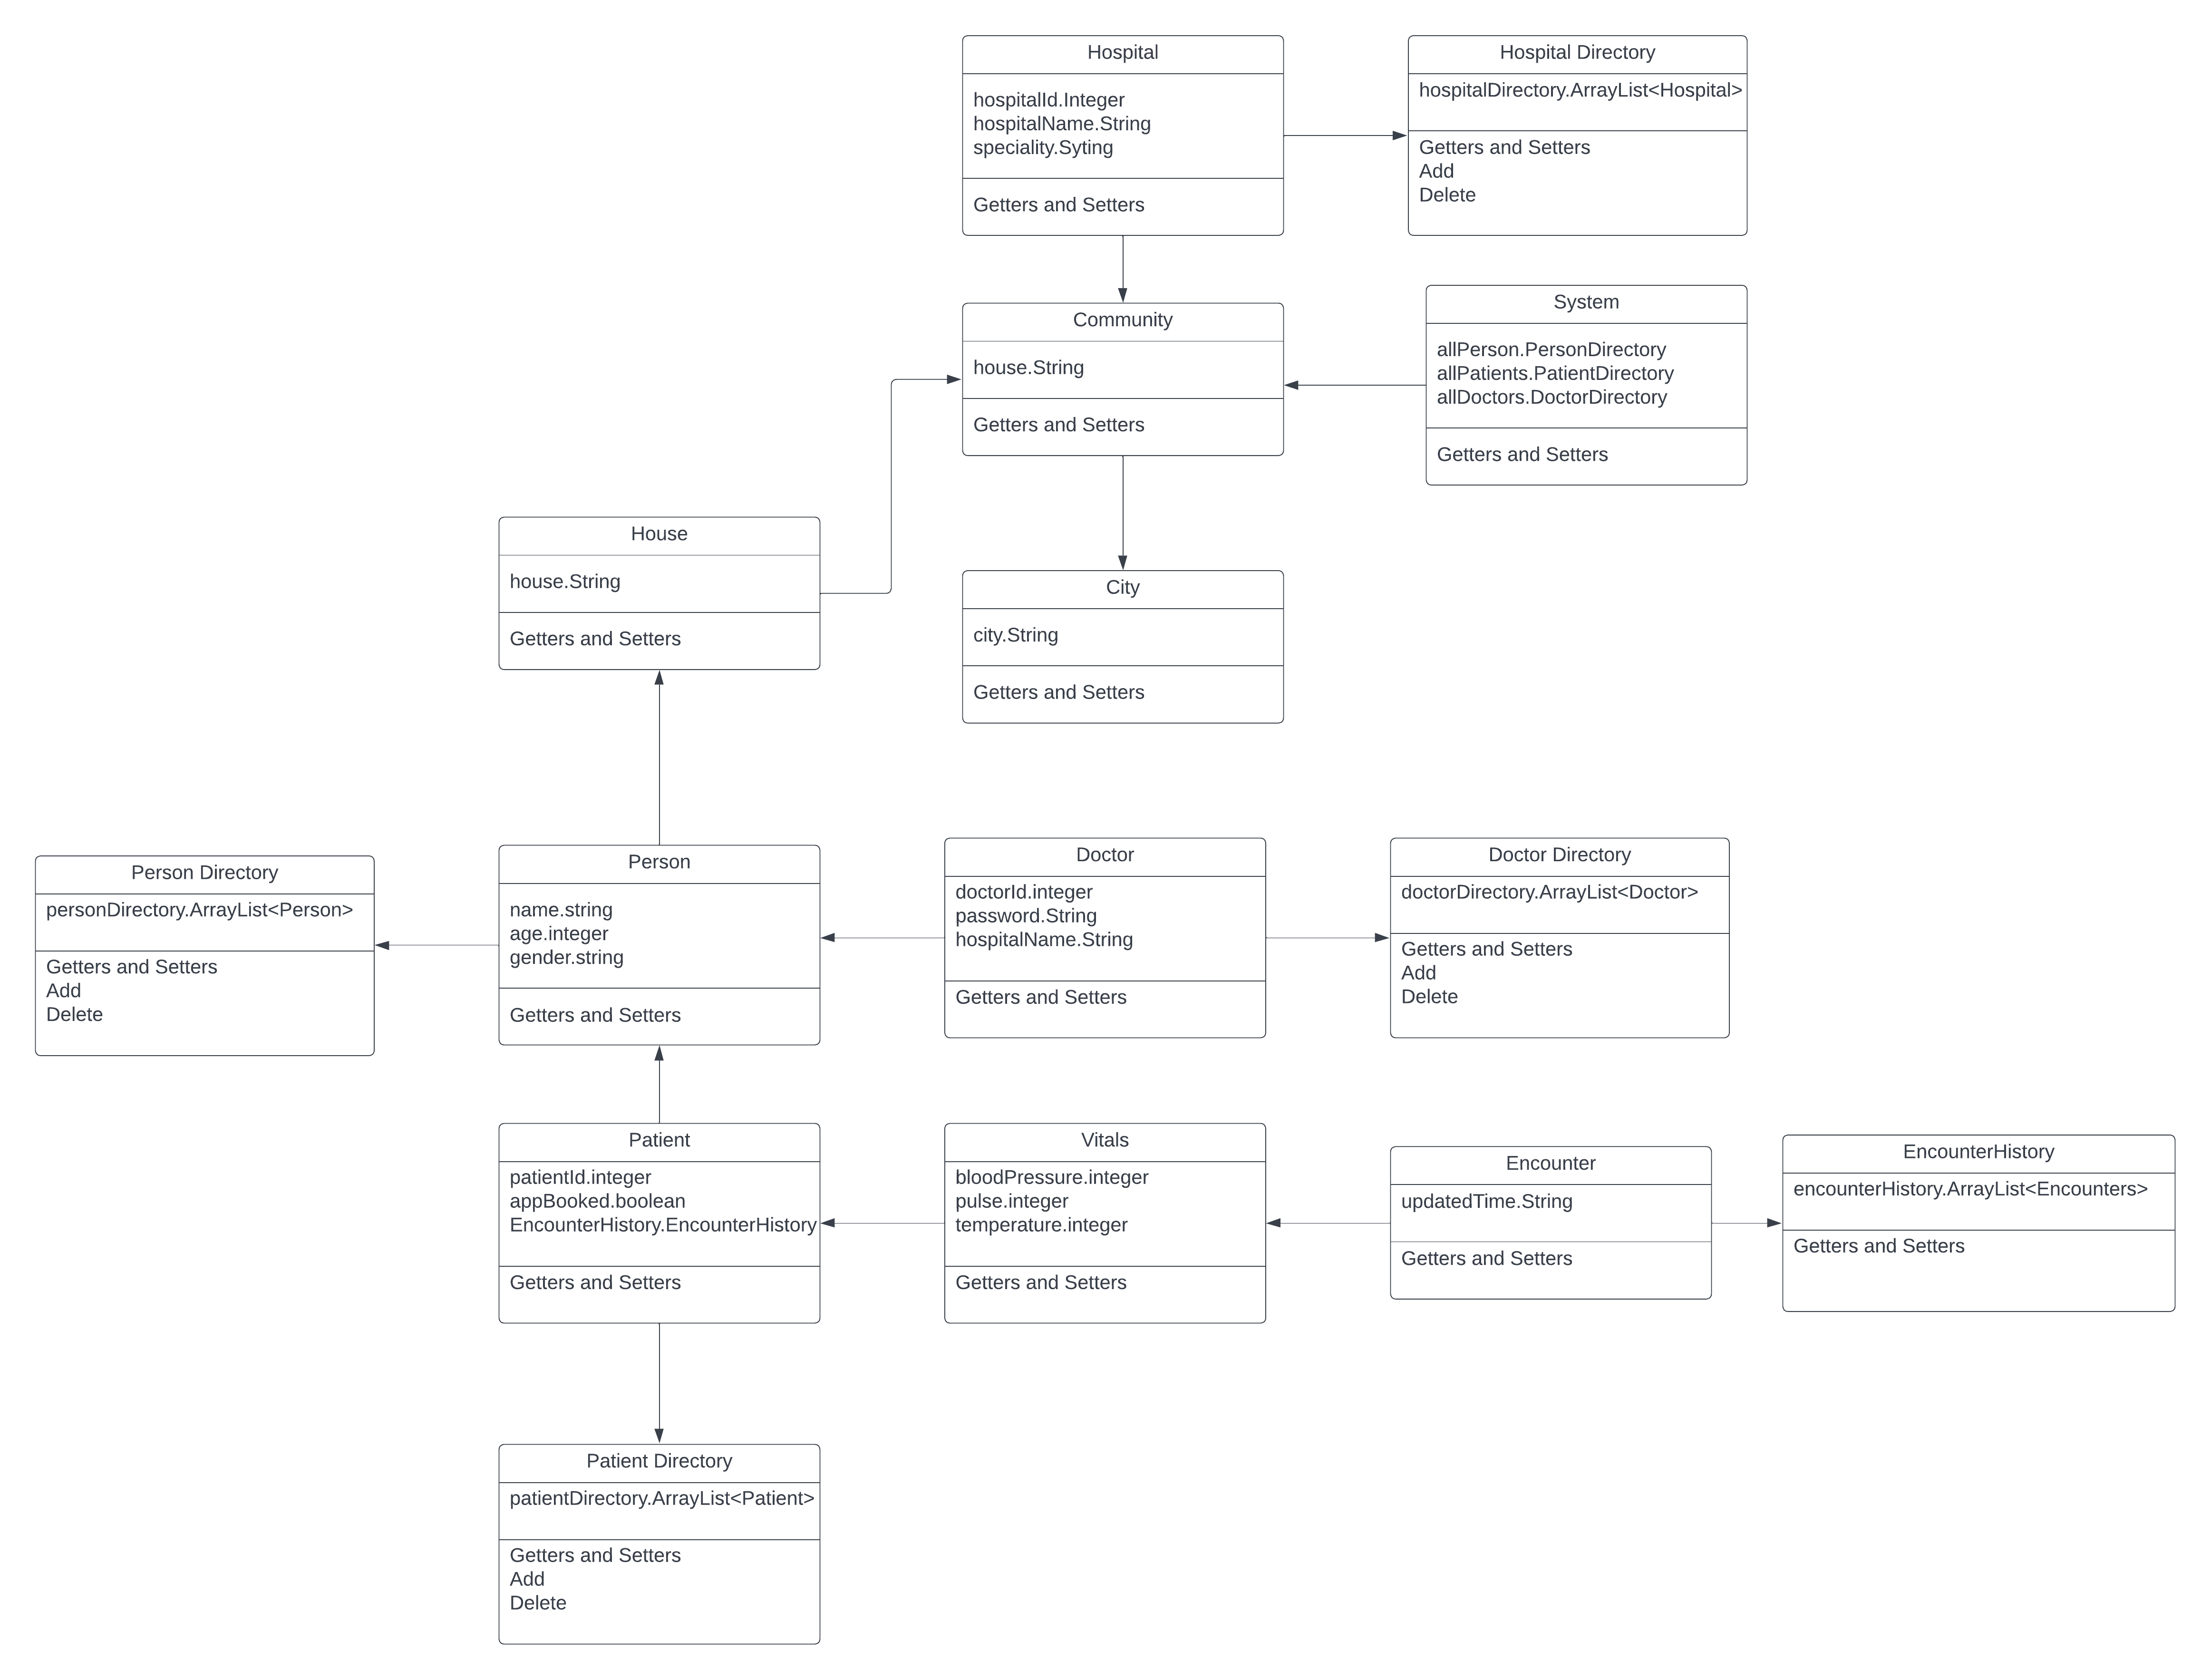 Hospital
hospitalId.Integer
hospitalName.String
speciality.Syting
Getters and Setters
Hospital Directory
hospitalDirectory.ArrayList<Hospital>
Getters and Setters
Add
Delete
Community
house.String
Getters and Setters
System
allPerson.PersonDirectory
allPatients.PatientDirectory
allDoctors.DoctorDirectory
Getters and Setters
House
house.String
Getters and Setters
City
city.String
Getters and Setters
Person Directory
personDirectory.ArrayList<Person>
Getters and Setters
Add
Delete
Person
name.string
age.integer
gender.string
Getters and Setters
Doctor
doctorId.integer
password.String
hospitalName.String
Getters and Setters
Doctor Directory
doctorDirectory.ArrayList<Doctor>
Getters and Setters
Add
Delete
Patient
patientId.integer
appBooked.boolean
EncounterHistory.EncounterHistory
Getters and Setters
Vitals
bloodPressure.integer
pulse.integer
temperature.integer
Getters and Setters
Encounter
updatedTime.String
Getters and Setters
EncounterHistory
encounterHistory.ArrayList<Encounters>
Getters and Setters
Patient Directory
patientDirectory.ArrayList<Patient>
Getters and Setters
Add
Delete